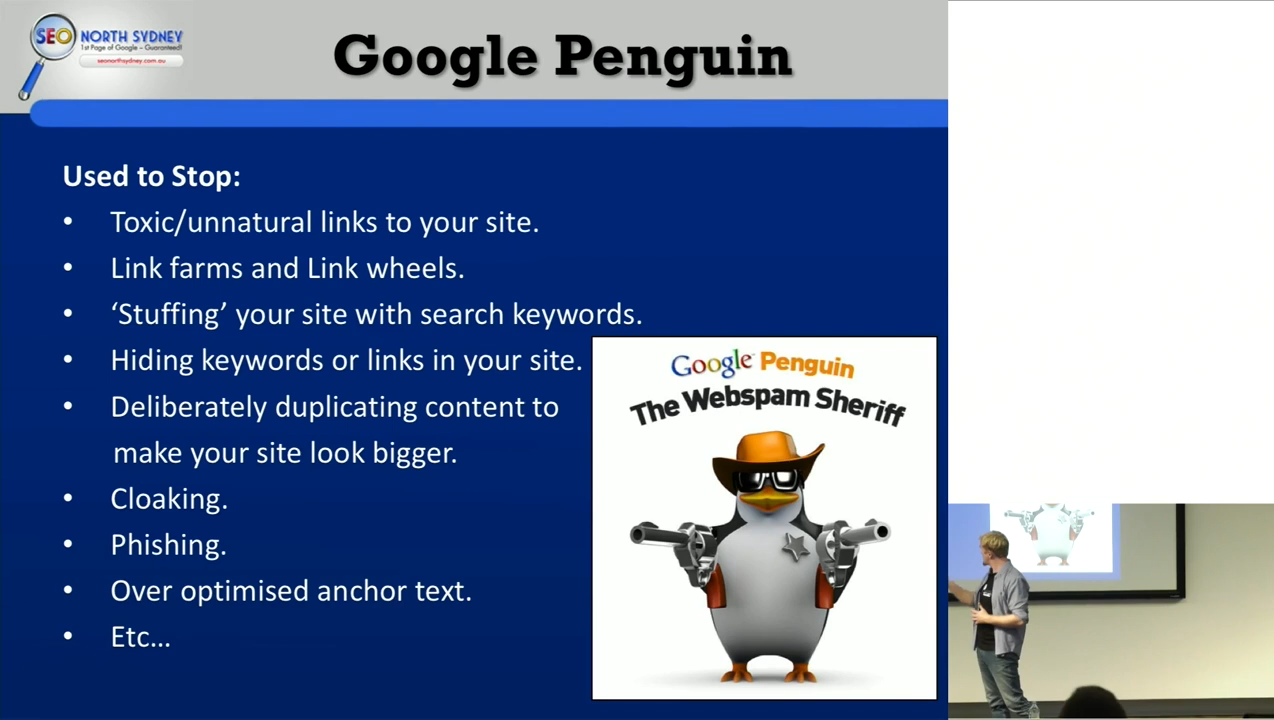 SEO NORTH SYDNEY
1st Page of Google - Guaranteed!
seonorthsydney.com.au
Google Penguin
Used to Stop:
• Toxic/unnatural links to your site.
• Link farms and Link wheels.
• ‘Stuffing’ your site with search keywords.
• Hiding keywords or links in your site.
• Deliberately duplicating content to
make your site look bigger.
• Cloaking.
• Phishing.
• Over optimised anchor text.
• Etc...
Google Penguin
The Webspam Sheriff